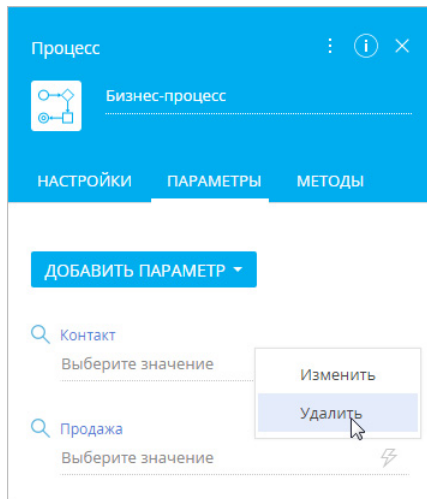 Процесс
Бизнес-процесс
НАСТРОЙКИ ПАРАМЕТРЫ МЕТОДЫ
ДОБАВИТЬ ПАРАМЕТР
Контакт
Выберите значение
Изменить
Удалить
Продажа
Выберите значение